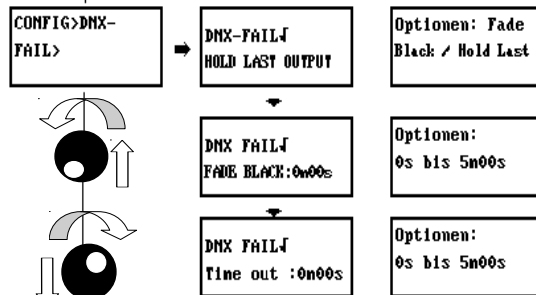 CONFIG>DNX-
FAIL>
DNX-FAIL√
HOLD LAST OUTPUT
Optionen: Fade
Black / Hold Last
DNX FAIL√
FADE BLACK:0m00s
Optionen:
0s bis 5m00s
DNX FAIL√
Time out :0m00s
Optionen:
0s bis 5m00s